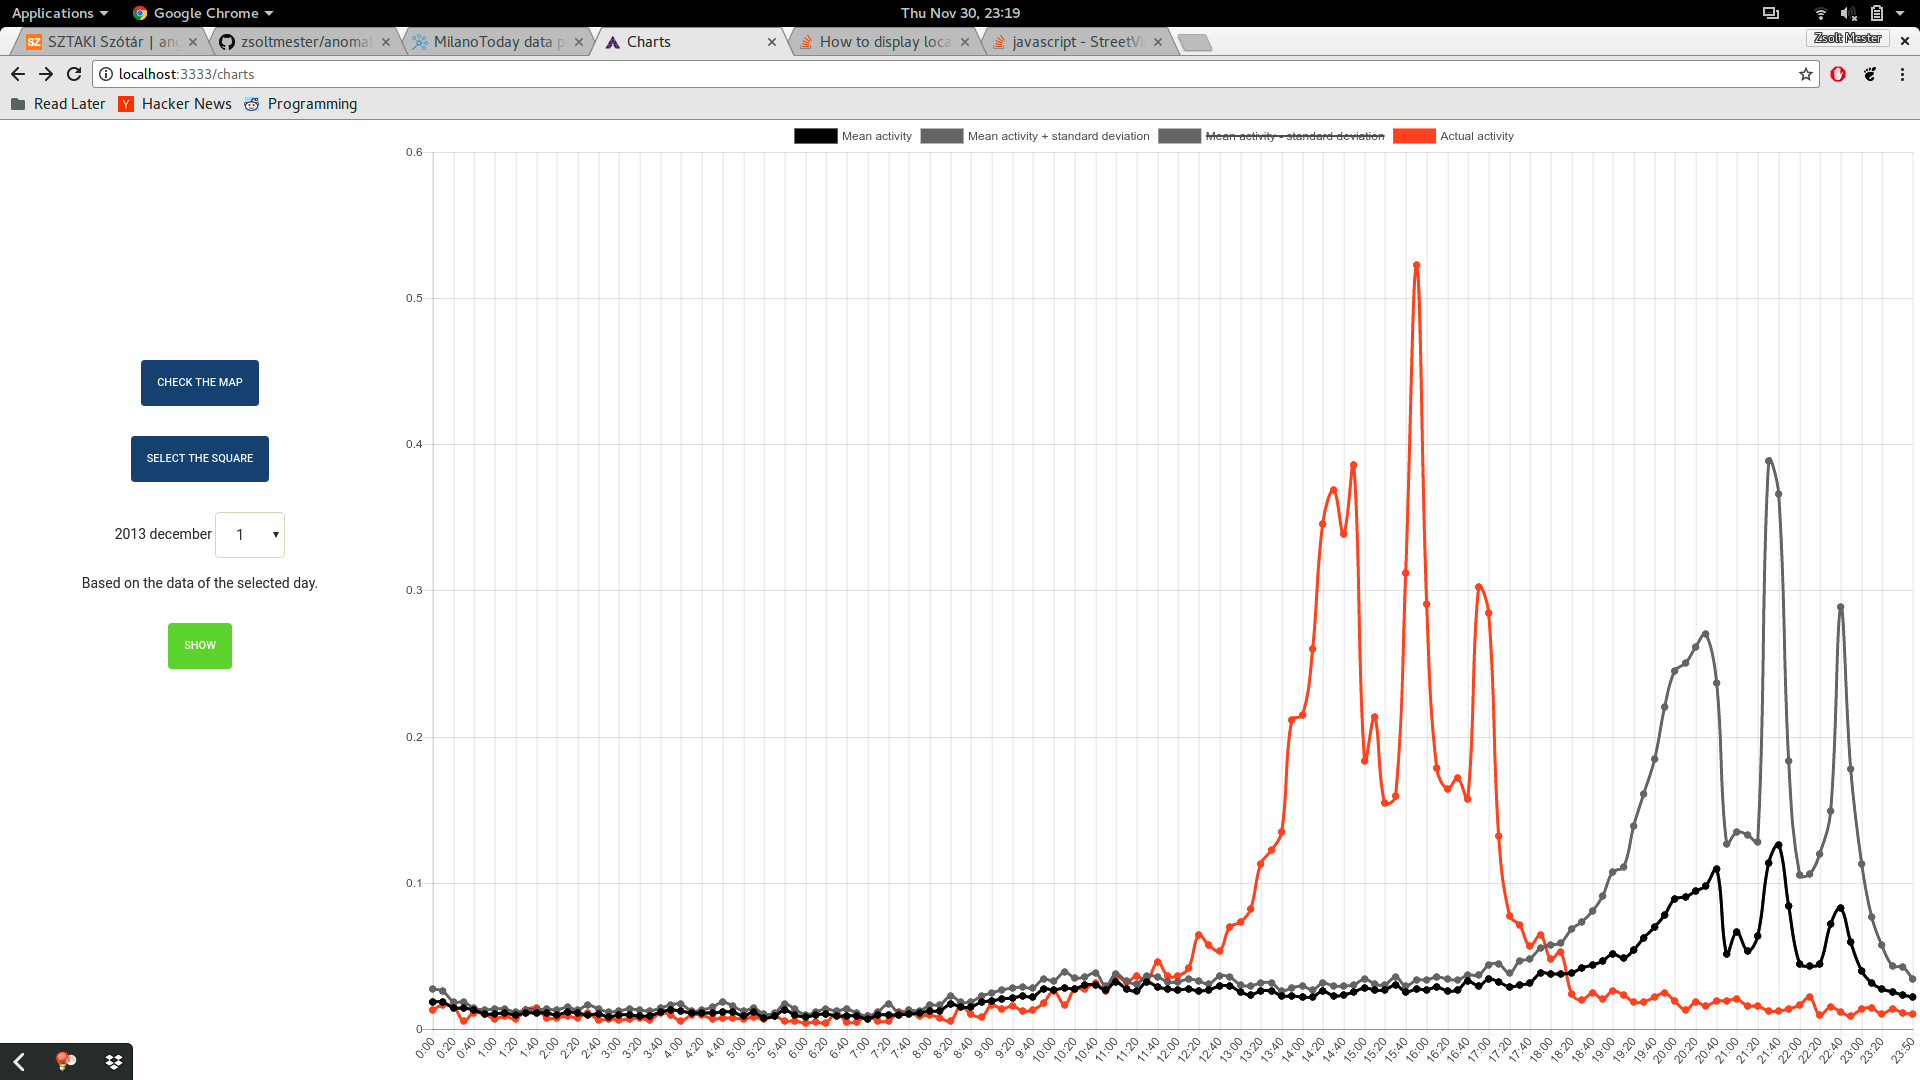 Applications Google Chrome Thu Nov 30, 23:19
SZTAKI Szótár | an zsoltmester/anomal MilanoToday data p Charts How to display loca javascript - StreetVi Zsolt Mester
localhost:3333/charts
Read Later Hacker News Programming
Mean activity Mean activity + standard deviation Mean activity - standard deviation Actual activity
0.6
0.5
CHECK THE MAP
0.4
SELECT THE SQUARE
2013 december 1
Based on the data of the selected day.
0.3
SHOW
0.2
0.1
0
0:00 0:20 0:40 1:00 1:20 1:40 2:00 2:20 2:40 3:00 3:20 3:40 4:00 4:20 4:40 5:00 5:20 5:40 6:00 6:20 6:40 7:00 7:20 7:40 8:00 8:20 8:40 9:00 9:20 9:40 10:00 10:20 10:40 11:00 11:20 11:40 12:00 12:20 12:40 13:00 13:20 13:40 14:00 14:20 14:40 15:00 15:20 15:40 16:00 16:20 16:40 17:00 17:20 17:40 18:00 18:20 18:40 19:00 19:20 19:40 20:00 20:20 20:40 21:00 21:20 21:40 22:00 22:20 22:40 23:00 23:20 23:50